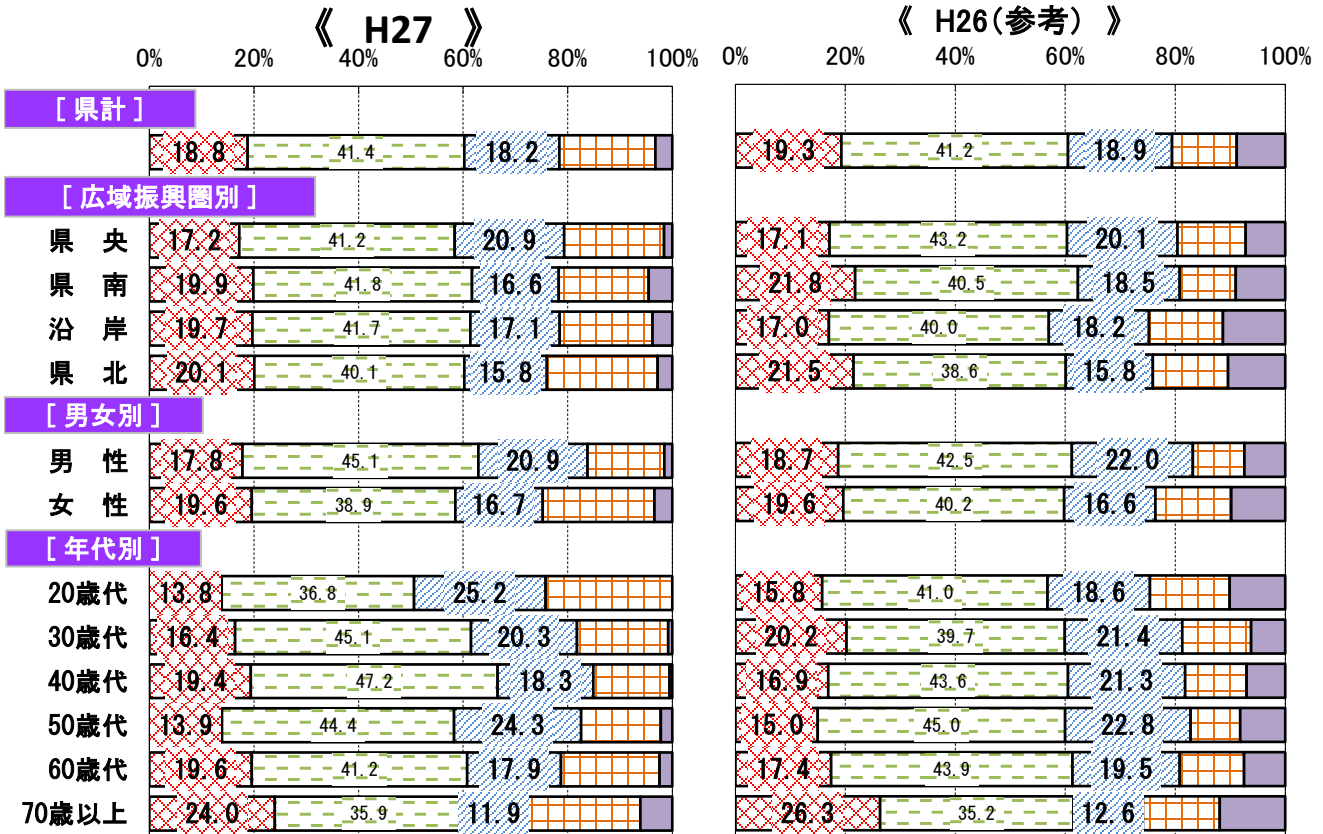 《 H27 》 《 H26(参考) 》
0% 20% 40% 60% 80% 100% 0% 20% 40% 60% 80% 100%
[ 県計 ]
18.8 41.4 18.2 19.3 41.2 18.9
[ 広域振興圏別 ]
県 央 17.2 41.2 20.9 17.1 43.2 20.1
県 南 19.9 41.8 16.6 21.8 40.5 18.5
沿 岸 19.7 41.7 17.1 17.0 40.0 18.2
県 北 20.1 40.1 15.8 21.5 38.6 15.8
[ 男女別 ]
男 性 17.8 45.1 20.9 18.7 42.5 22.0
女 性 19.6 38.9 16.7 19.6 40.2 16.6
[ 年代別 ]
20歳代 13.8 36.8 25.2 15.8 41.0 18.6
30歳代 16.4 45.1 20.3 20.2 39.7 21.4
40歳代 19.4 47.2 18.3 16.9 43.6 21.3
50歳代 13.9 44.4 24.3 15.0 45.0 22.8
60歳代 19.6 41.2 17.9 17.4 43.9 19.5
70歳以上 24.0 35.9 11.9 26.3 35.2 12.6